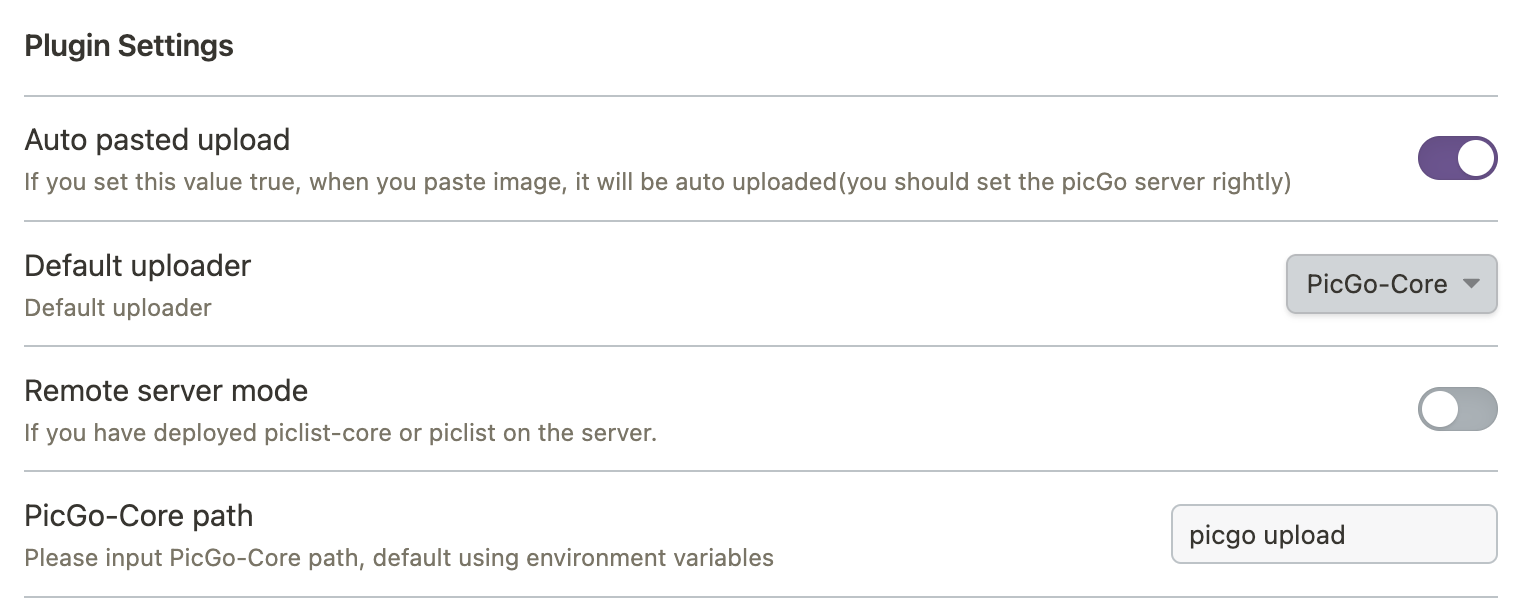 Plugin Settings
Auto pasted upload
If you set this value true, when you paste image, it will be auto uploaded(you should set the picGo server rightly)
Default uploader
Default uploader
PicGo-Core
Remote server mode
If you have deployed piclist-core or piclist on the server.
PicGo-Core path
Please input PicGo-Core path, default using environment variables
picgo upload